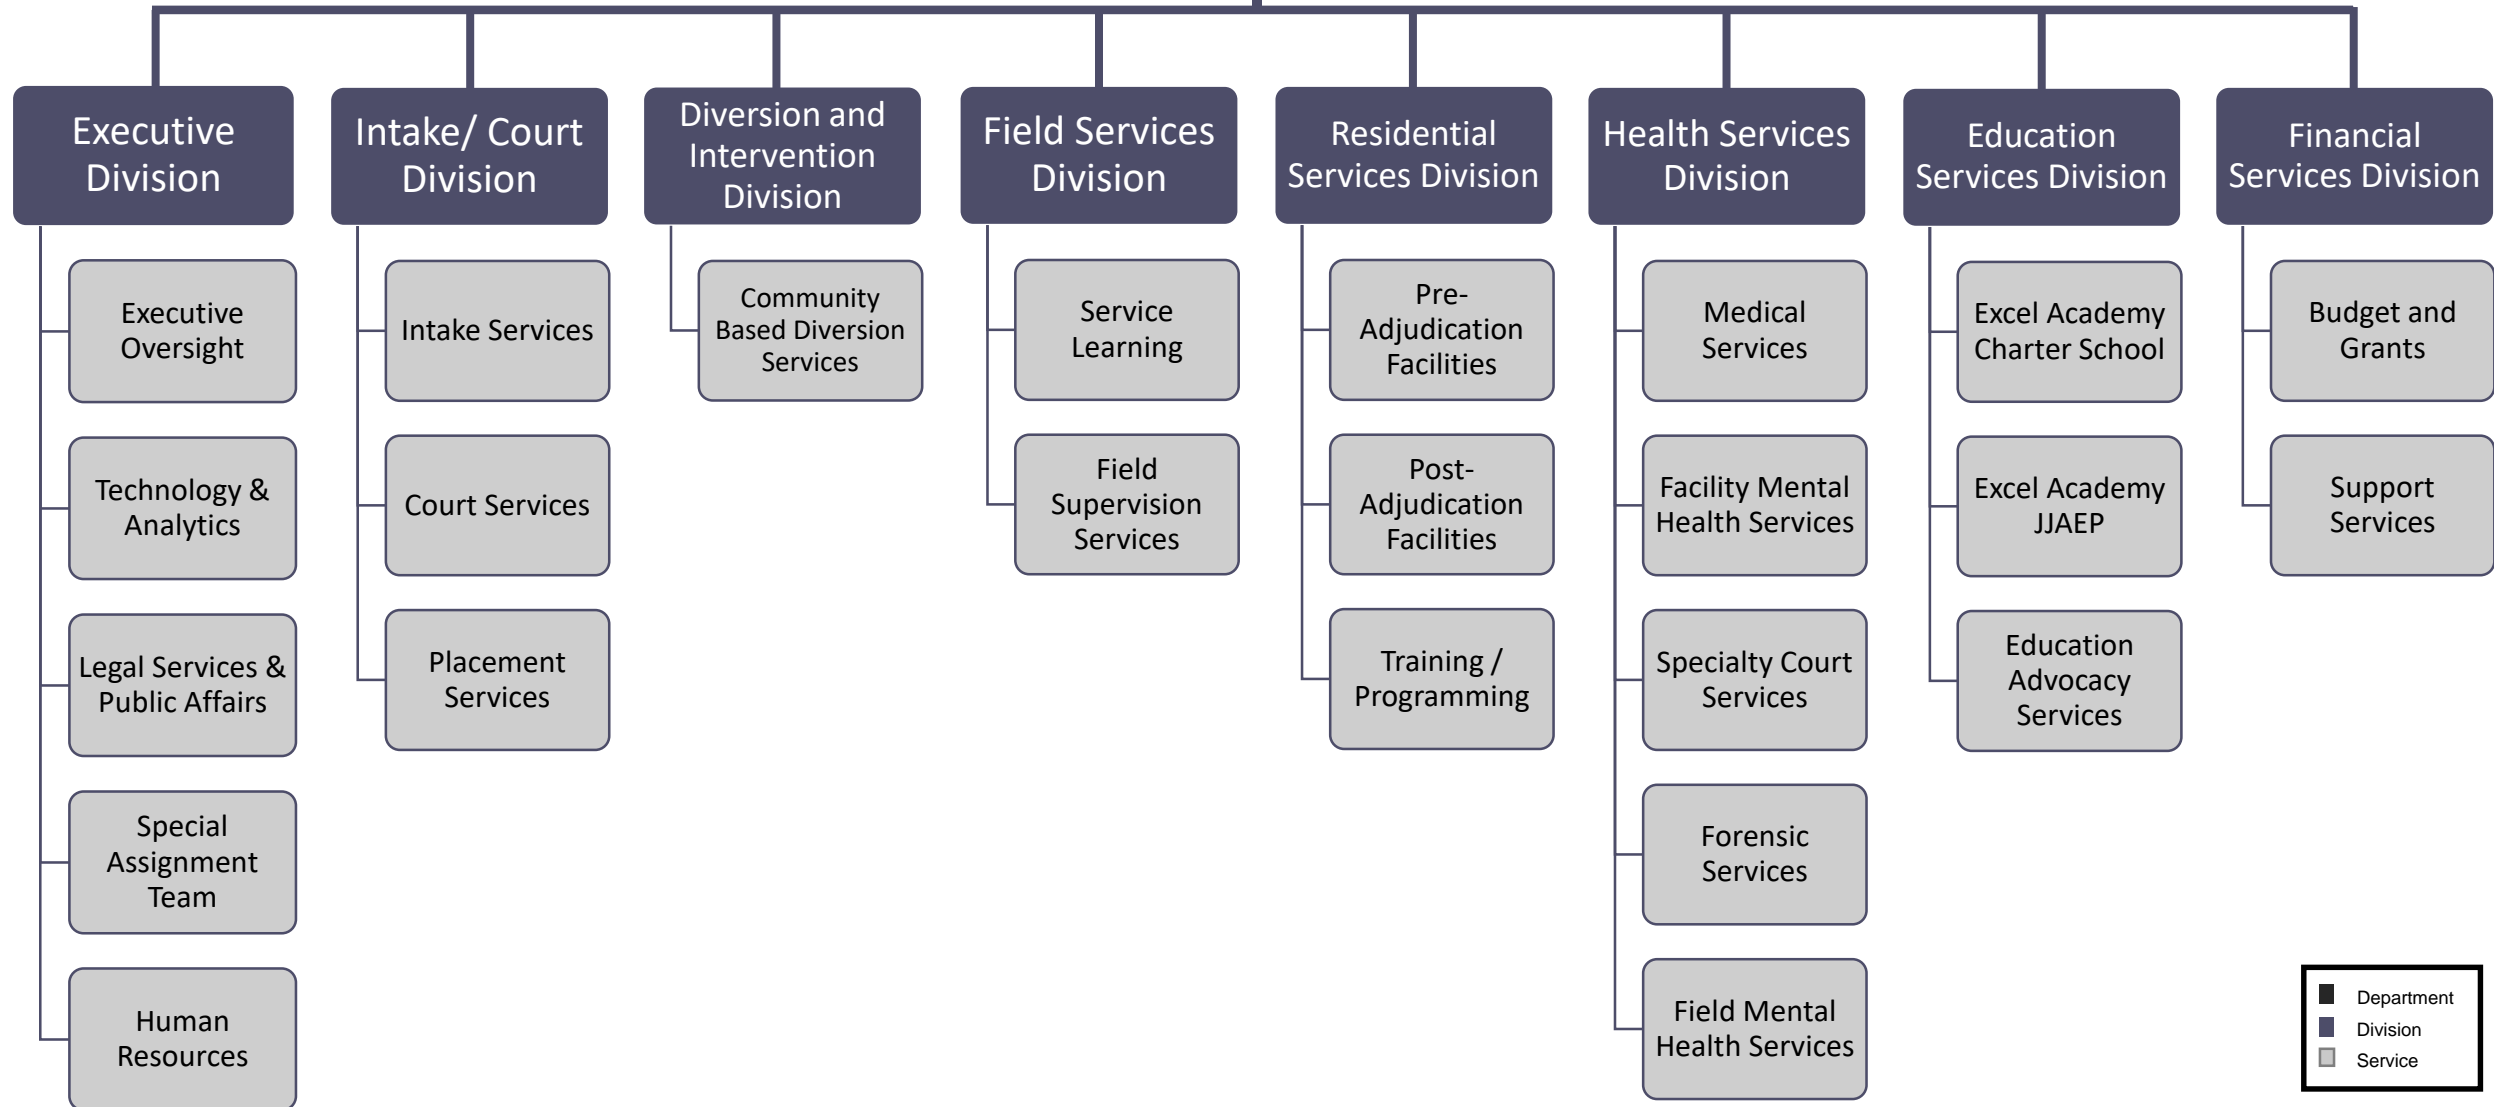 Executive
Division
Executive
Oversight
Technology &
Analytics
Legal Services &
Public Affairs
Special
Assignment
Team
Human
Resources
Intake/ Court
Division
Intake Services
Court Services
Placement
Services
Diversion and
Intervention
Division
Community
Based Diversion
Services
Field Services
Division
Service
Learning
Field
Supervision
Services
Residential
Services Division
Pre-
Adjudication
Facilities
Post-
Adjudication
Facilities
Training /
Programming
Health Services
Division
Medical
Services
Facility Mental
Health Services
Specialty Court
Services
Forensic
Services
Field Mental
Health Services
Education
Services Division
Excel Academy
Charter School
Excel Academy
JJAEP
Education
Advocacy
Services
Financial
Services Division
Budget and
Grants
Support
Services
Department
Division
Service